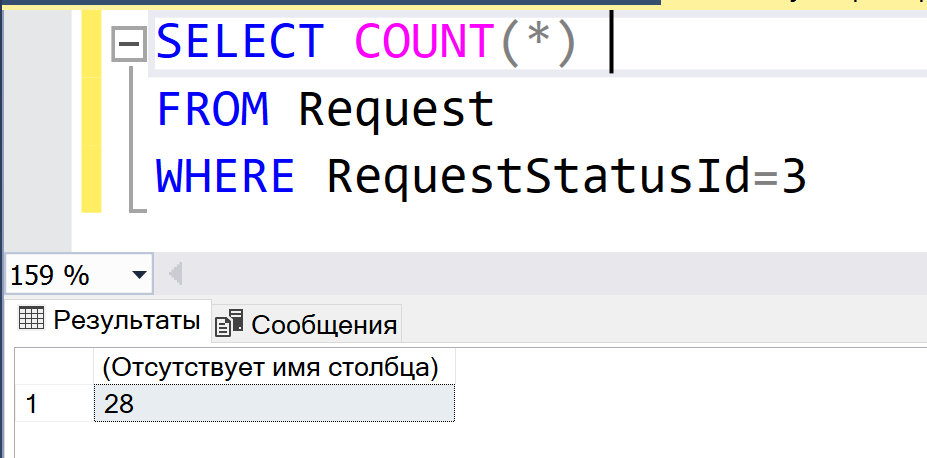 SELECT COUNT(*)
FROM Request
WHERE RequestStatusId=3
159 %
Результаты
Сообщения
(Отсутствует имя столбца)
1
28